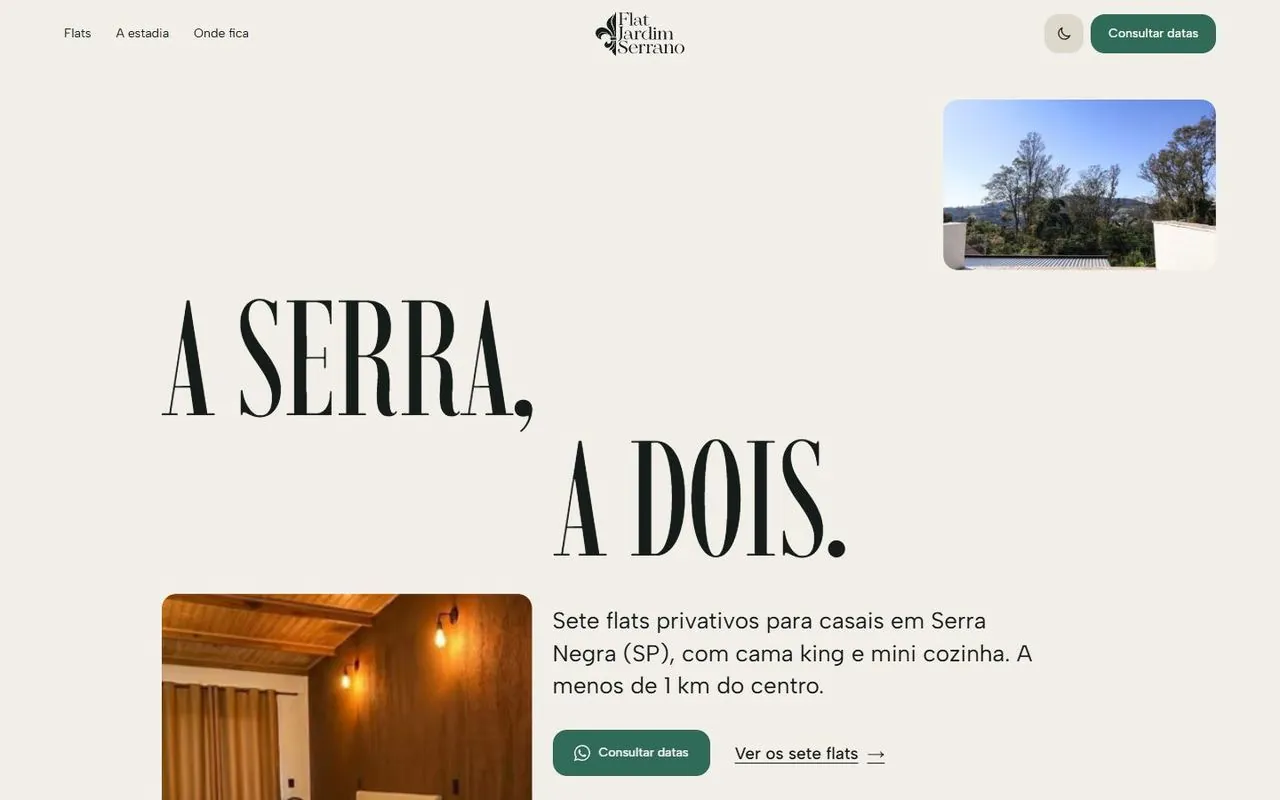 Flats
A estadia
Onde fica
Flat
Jardim
Serrano
Consultar datas
A SERRA,
A DOIS.
Sete flats privativos para casais em Serra
Negra (SP), com cama king e mini cozinha. A
menos de 1 km do centro.
Consultar datas
Ver os sete flats →